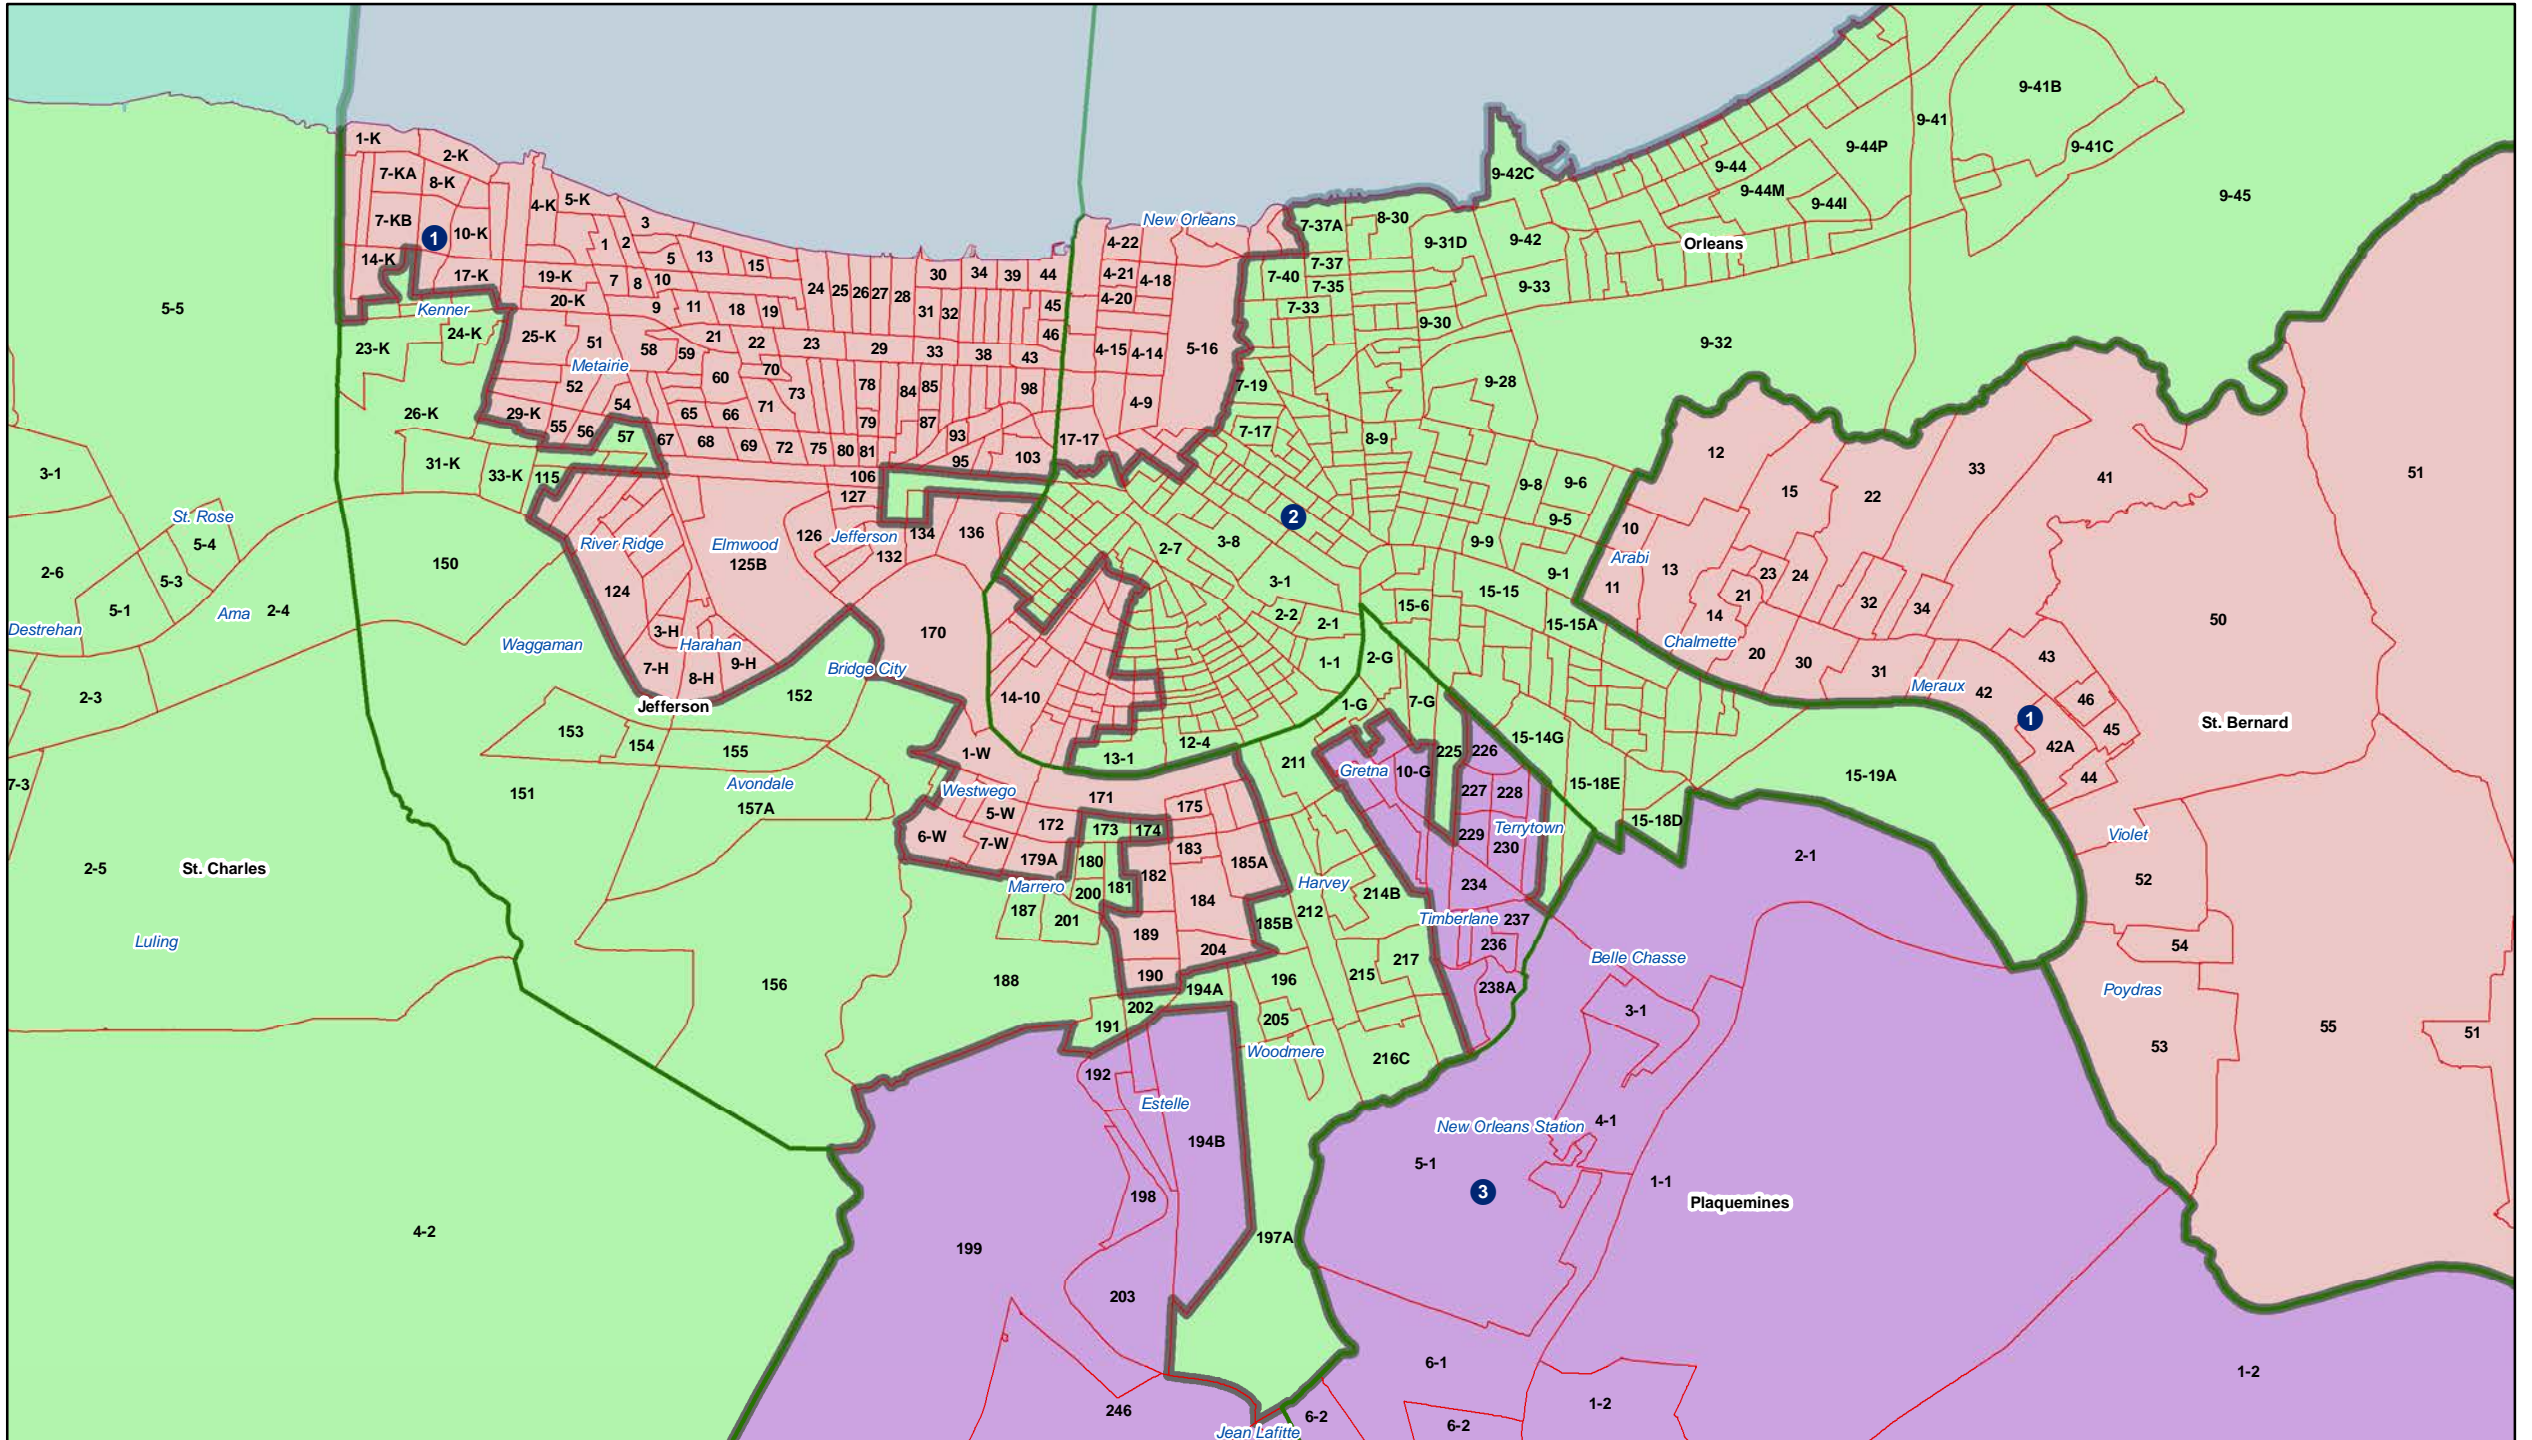 9-41B
9-41
9-41C
1-K
2-K
7-KA
8-K
9-42C
9-44P
9-44
9-44M
9-44I
9-45
4-K
5-K
3
7-KB
1
10-K
1
2
New Orleans
4-22
7-37A
8-30
9-31D
9-42
Orleans
14-K
17-K
19-K
5
13
15
7
8
10
30
34
39
44
4-21
4-18
7-40
7-37
7-35
9-33
20-K
9
11
18
19
24
25
26
27
28
31
32
45
4-20
7-33
9-30
5-5
Kenner
24-K
23-K
25-K
51
58
59
21
22
23
29
33
38
43
46
4-15
4-14
5-16
9-32
Metairie
52
60
70
73
78
84
85
98
7-19
9-28
26-K
29-K
54
65
66
71
79
87
4-9
55
56
57
67
68
69
72
75
80
81
93
17-17
7-17
8-9
31-K
33-K
115
95
103
106
127
9-8
9-6
9-5
12
33
41
51
3-1
15
22
St. Rose
5-4
River Ridge
Elmwood
125B
126
Jefferson
134
132
136
2
2-7
3-8
9-9
10
Arabi
2-6
5-3
5-1
150
124
3-1
9-1
11
13
23
24
21
14
32
34
50
Ama
2-4
Destrehan
Waggaman
3-H
Harahan
7-H
8-H
9-H
170
Bridge City
2-2
2-1
15-6
15-15
15-15A
1-1
2-G
Chalmette
20
30
31
Meraux
42
43
46
45
2-3
Jefferson
152
14-10
1-G
7-G
1
St. Bernard
153
154
155
1-W
13-1
12-4
211
225
226
15-14G
42A
44
7-3
151
Avondale
157A
Westwego
171
175
Gretna
10-G
227
228
15-18E
15-19A
5-W
6-W
7-W
172
173
174
229
Terrytown
230
15-18D
Violet
2-5
St. Charles
179A
180
183
185A
182
Marrero
200
181
184
Harvey
214B
234
2-1
52
187
201
185B
212
Timberlane
237
236
Luling
189
204
217
Belle Chasse
54
156
188
190
194A
196
215
238A
Poydras
202
191
205
3-1
55
51
53
Woodmere
216C
192
Estelle
New Orleans Station
4-1
194B
5-1
3
1-1
Plaquemines
4-2
199
198
197A
203
6-1
1-2
1-2
246
6-2
6-2
Jean Lafitte